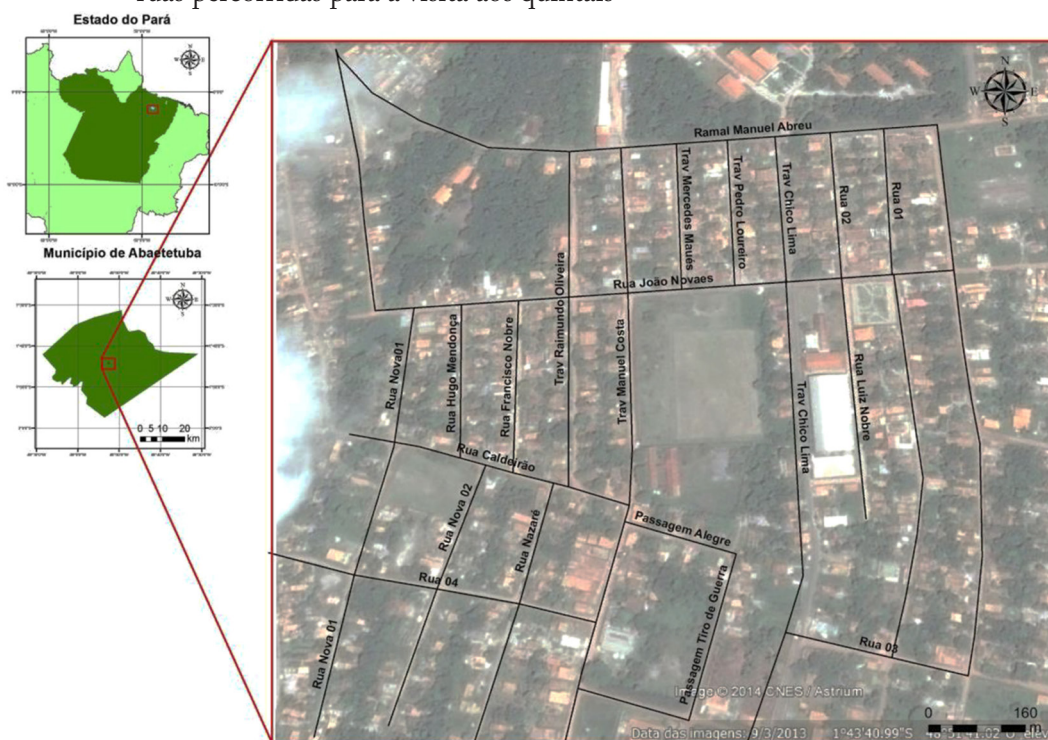 ruas percorridas para a visita aos quintais
Estado do Pará
Município de Abaetetuba
0 5 10 20
km
N
W E
S
Ramal Manuel Abreu
Trav Mercedes Maués
Trav Pedro Loureiro
Trav Chico Lima
Rua 02
Rua 01
Rua João Novaes
Trav Raimundo Oliveira
Rua Nova01
Rua Hugo Mendonça
Rua Francisco Nobre
Trav Manuel Costa
Trav Chico Lima
Rua Luiz Nobre
Rua Caldeirão
Rua Nova 02
Rua Nazaré
Passagem Alegre
Rua 04
Passagem Tiro de Guerra
Rua Nova 01
Rua 03
Image © 2014 CNES / Astrium
0 160
m
Data das imagens: 9/3/2013 1°43'40.99"S
elev